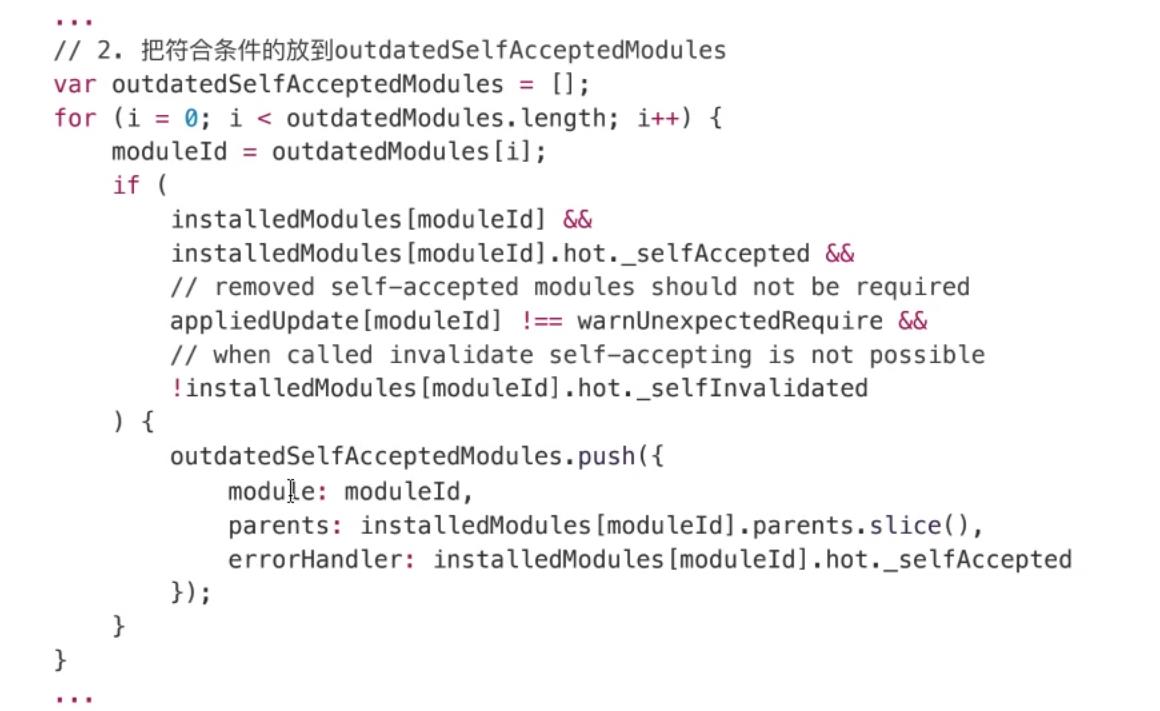 ...
// 2. 把符合条件的放到outdatedSelfAcceptedModules
var outdatedSelfAcceptedModules = [];
for (i = 0; i < outdatedModules.length; i++) {
    moduleId = outdatedModules[i];
    if (
        installedModules[moduleId] &&
        installedModules[moduleId].hot._selfAccepted &&
        // removed self-accepted modules should not be required
        appliedUpdate[moduleId] !== warnUnexpectedRequire &&
        // when called invalidate self-accepting is not possible
        !installedModules[moduleId].hot._selfInvalidated
    ) {
        outdatedSelfAcceptedModules.push({
            module: moduleId,
            parents: installedModules[moduleId].parents.slice(),
            errorHandler: installedModules[moduleId].hot._selfAccepted
        });
    }
}
...